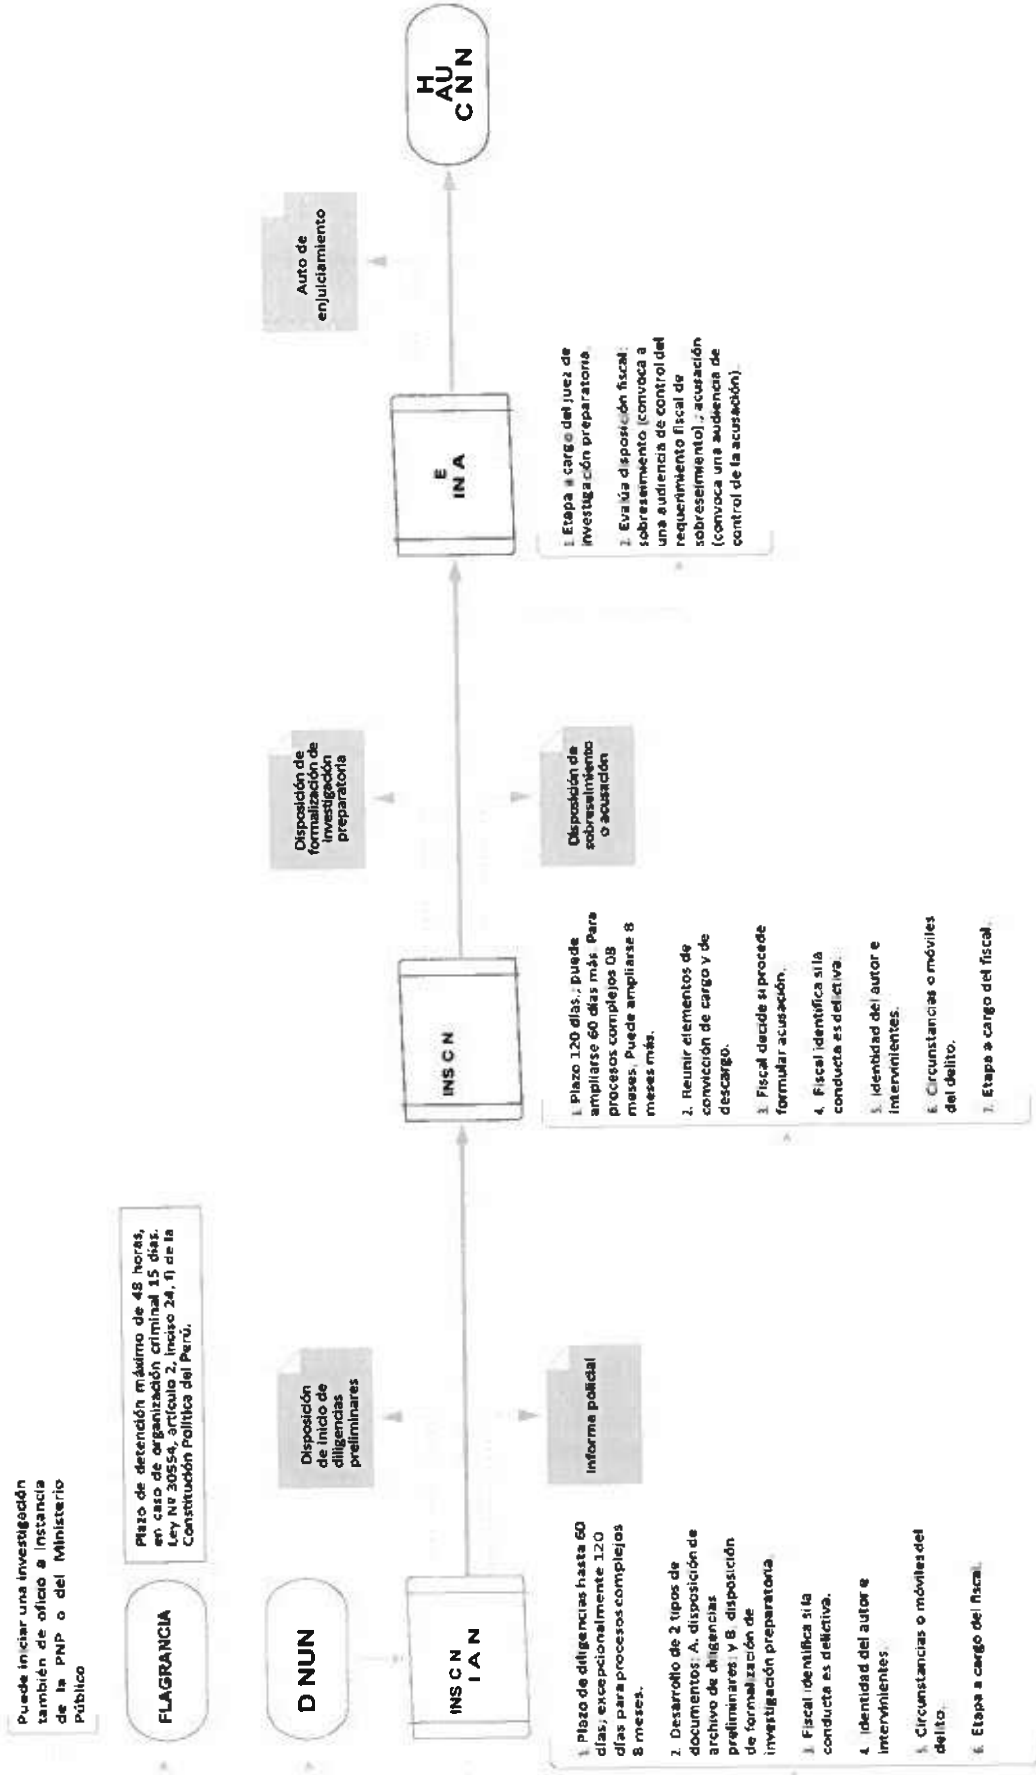 Puede iniciar una investigación
también de oficio a instancia
de la PNP o del Ministerio
Público
FLAGRANCIA
Plazo de detención máximo de 48 horas,
en caso de organización criminal 15 días.
Ley Nº 30554, artículo 2, inciso 24, f) de la
Constitución Política del Perú.
D NUN
Disposición
de inicio de
diligencias
preliminares
INS C N
I A N
Informa policial
1. Plazo de diligencias hasta 60
días; excepcionalmente 120
días para procesos complejos
8 meses.
2. Desarrollo de 2 tipos de
documentos: A. disposición de
archivo de diligencias
preliminares; y B. disposición
de formalización de
investigación preparatoria.
3. Fiscal identifica si la
conducta es delictiva.
4. Identidad del autor e
intervinientes.
5. Circunstancias o móviles del
delito.
6. Etapa a cargo del fiscal.
Disposición de
formalización de
investigación
preparatoria
INS C N
Disposición de
sobreseimiento
o acusación
1. Plazo 120 días.; puede
ampliarse 60 días más. Para
procesos complejos 08
meses. Puede ampliarse 8
meses más.
2. Reunir elementos de
convicción de cargo y de
descargo.
3. Fiscal decide si procede
formular acusación.
4. Fiscal identifica si la
conducta es delictiva.
5. Identidad del autor e
intervinientes.
6. Circunstancias o móviles
del delito.
7. Etapa a cargo del fiscal.
Auto de
enjuiciamiento
E
IN A
1. Etapa a cargo del juez de
investigación preparatoria.
2. Evalúa disposición fiscal:
sobreseimiento (convoca a
una audiencia de control del
requerimiento fiscal de
sobreseimiento) ; acusación
(convoca una audiencia de
control de la acusación).
H
AU
C N N